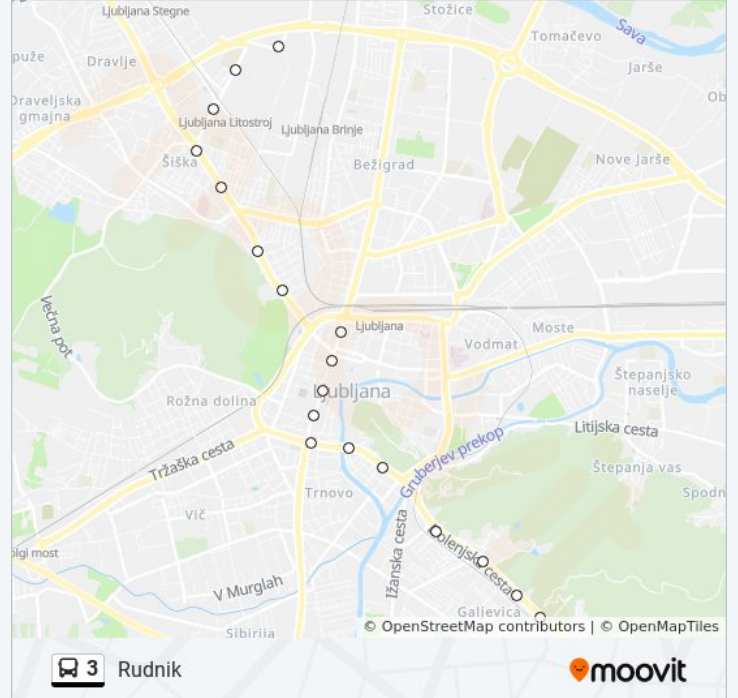 Ljubljana Stegne
Stožice
Sava
Tomačevo
puže
Dravlje
Jarše
Draveljska
gmajna
Ob
Ljubljana Litostroj
Ljubljana Brinje
Šiška
Bežigrad
Nove Jarše
Večna pot
Ljubljana
Moste
Vodmat
Štepanjsko
naselje
Ljubljana
Rožna dolina
Litijska cesta
Tržaška cesta
Gruberjev prekop
Štepanja vas
Trnovo
Spodn
Vič
Ižanska cesta
Dolenjska cesta
olgi most
V Murglah
Galjevica
Sibirija
© OpenStreetMap contributors | © OpenMapTiles
3 Rudnik
moovit